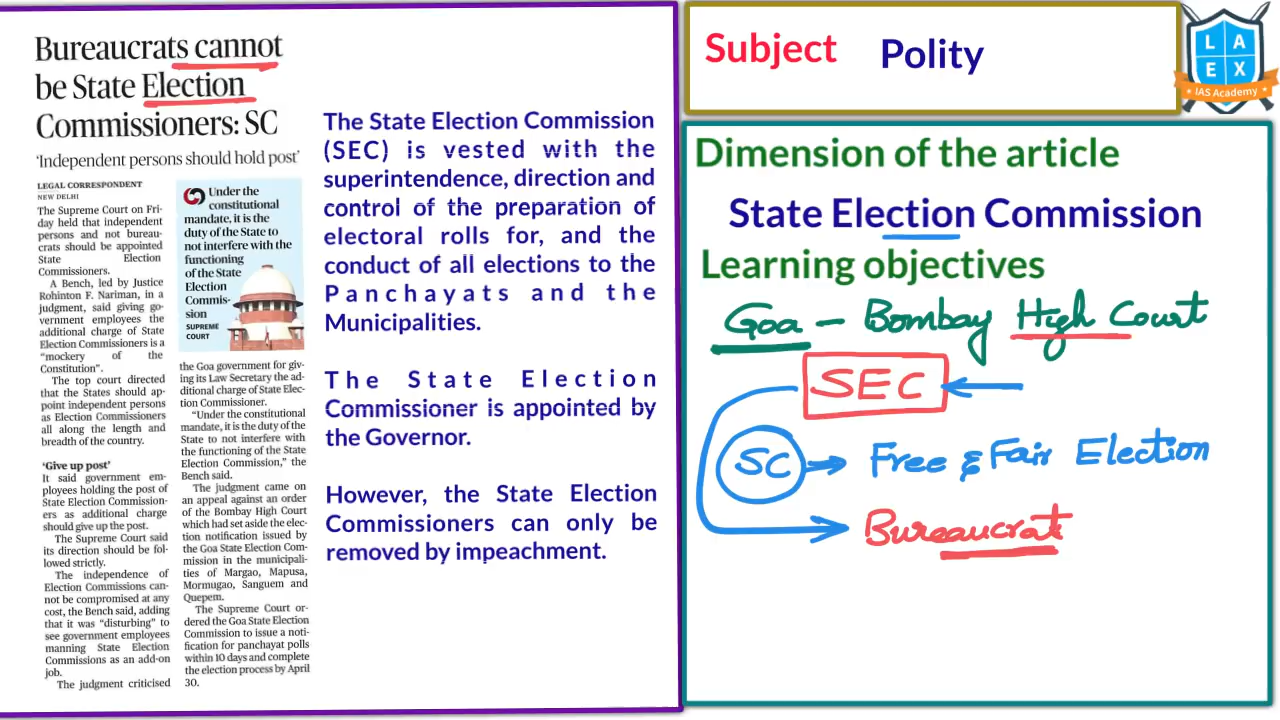 Bureaucrats cannot
be State Election
Commissioners: SC
'Independent persons should hold post'
LEGAL CORRESPONDENT
NEW DELHI
The Supreme Court on Fri-
day held that independent
persons and not bureau-
crats should be appointed
State Election
Commissioners.
A Bench, led by Justice
Rohinton F. Nariman, in a
judgment, said giving go-
vernment employees the
additional charge of State
Election Commissioners is a
"mockery of the
Constitution".
The top court directed
that the States should ap-
point independent persons
as Election Commissioners
all along the length and
breadth of the country.
'Give up post'
It said government em-
ployees holding the post of
State Election Commission-
ers as additional charge
should give up the post.
The Supreme Court said
its direction should be fol-
lowed strictly.
The independence of
Election Commissions can-
not be compromised at any
cost, the Bench said, adding
that it was "disturbing" to
see government employees
manning State Election
Commissions as an add-on
job.
The judgment criticised
Under the
constitutional
mandate, it is the
duty of the State to
not interfere with the
functioning
of the State
Election
Commis-
sion
SUPREME
COURT
the Goa government for giv-
ing its Law Secretary the ad-
ditional charge of State Elec-
tion Commissioner.
"Under the constitutional
mandate, it is the duty of the
State to not interfere with
the functioning of the State
Election Commission," the
Bench said.
The judgment came on
an appeal against an order
of the Bombay High Court
which had set aside the elec-
tion notification issued by
the Goa State Election Com-
mission in the municipali-
ties of Margao, Mapusa,
Mormugao, Sanguem and
Quepem.
The Supreme Court or-
dered the Goa State Election
Commission to issue a noti-
fication for panchayat polls
within 10 days and complete
the election process by April
30.
The State Election Commission
(SEC) is vested with the
superintendence, direction and
control of the preparation of
electoral rolls for, and the
conduct of all elections to the
Panchayats and the
Municipalities.
The State Election
Commissioner is appointed by
the Governor.
However, the State Election
Commissioners can only be
removed by impeachment.
Subject Polity
L A
E X
IAS Academy
Dimension of the article
State Election Commission
Learning objectives
Goa - Bombay High Court
SEC
SC → Free & Fair Election
Bureaucrat